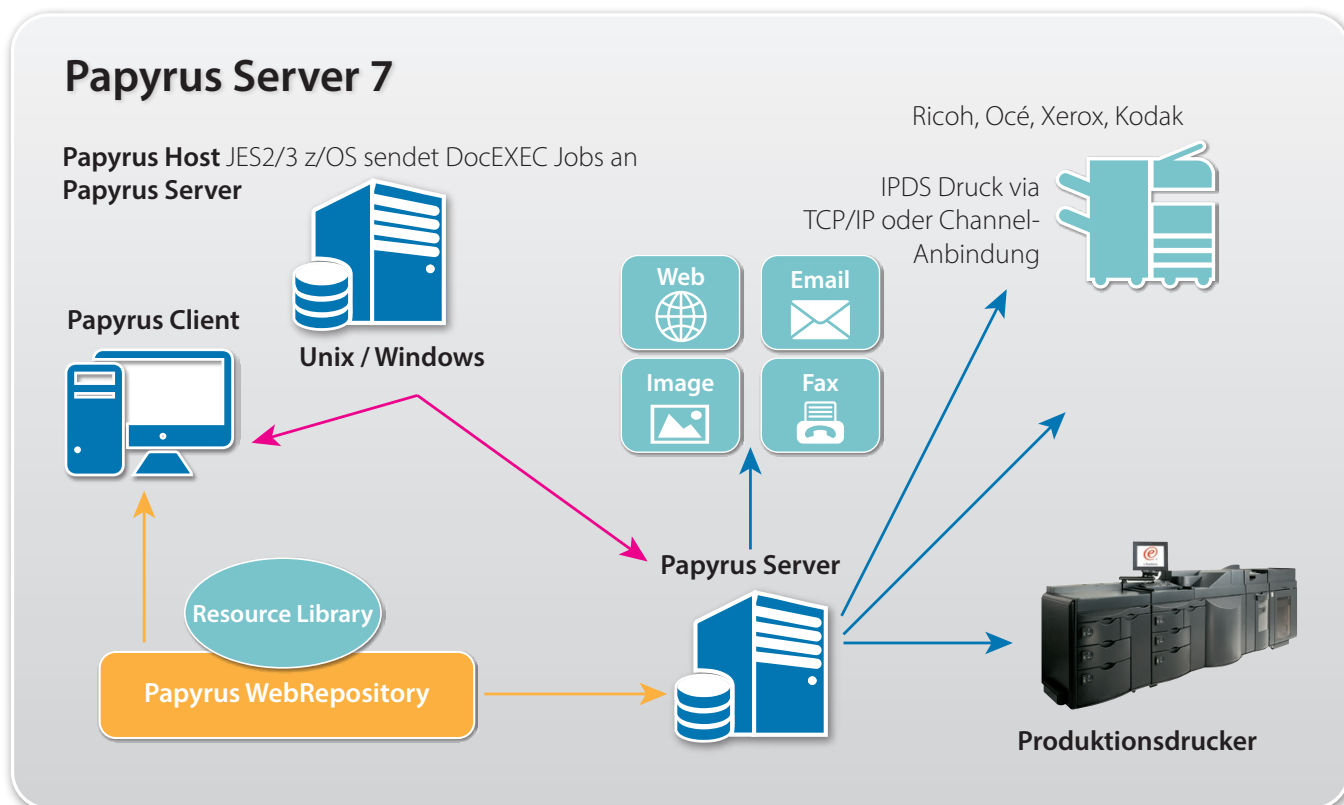 Papyrus Server 7
Papyrus Host JES2/3 z/OS sendet DocEXEC Jobs an
Papyrus Server
Ricoh, Océ, Xerox, Kodak
IPDS Druck via
TCP/IP oder Channel-
Anbindung
Papyrus Client
Unix / Windows
Web
Email
Image
Fax
Papyrus Server
Resource Library
Papyrus WebRepository
Produktionsdrucker